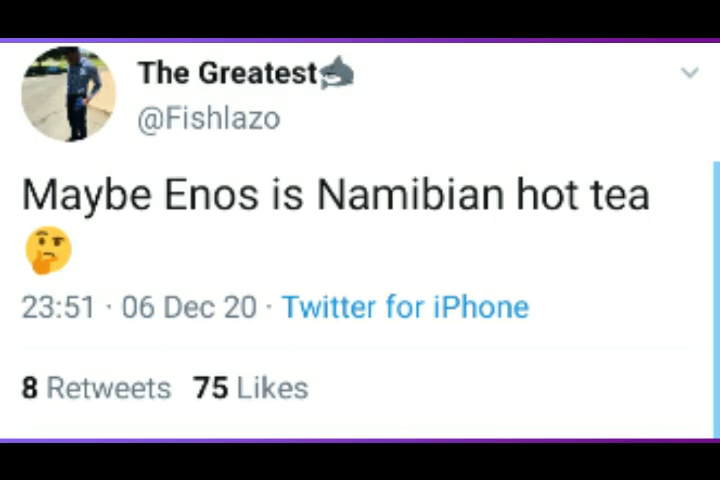 The Greatest🦈
@Fishlazo
Maybe Enos is Namibian hot tea
🤔
23:51 · 06 Dec 20 · Twitter for iPhone
8 Retweets 75 Likes